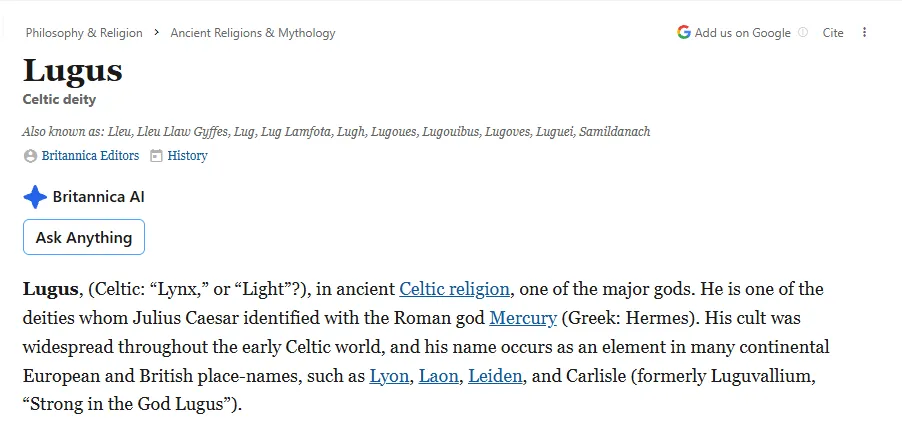 Philosophy & Religion > Ancient Religions & Mythology
Add us on Google Cite
Lugus
Celtic deity
Also known as: Lleu, Lleu Llaw Gyffes, Lug, Lug Lamfota, Lugh, Lugoues, Lugouibus, Lugoves, Luguei, Samildanach
Britannica Editors History
Britannica AI
Ask Anything
Lugus, (Celtic: “Lynx,” or “Light”?), in ancient Celtic religion, one of the major gods. He is one of the
deities whom Julius Caesar identified with the Roman god Mercury (Greek: Hermes). His cult was
widespread throughout the early Celtic world, and his name occurs as an element in many continental
European and British place-names, such as Lyon, Laon, Leiden, and Carlisle (formerly Luguvallium,
“Strong in the God Lugus”).